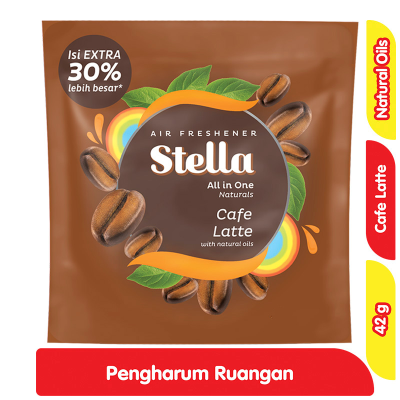 Isi EXTRA
30%
lebih besar*
AIR FRESHENER
Stella
All in One
Naturals
Cafe
Latte
with natural oils
Natural Oils
Cafe Latte
42 g
Pengharum Ruangan